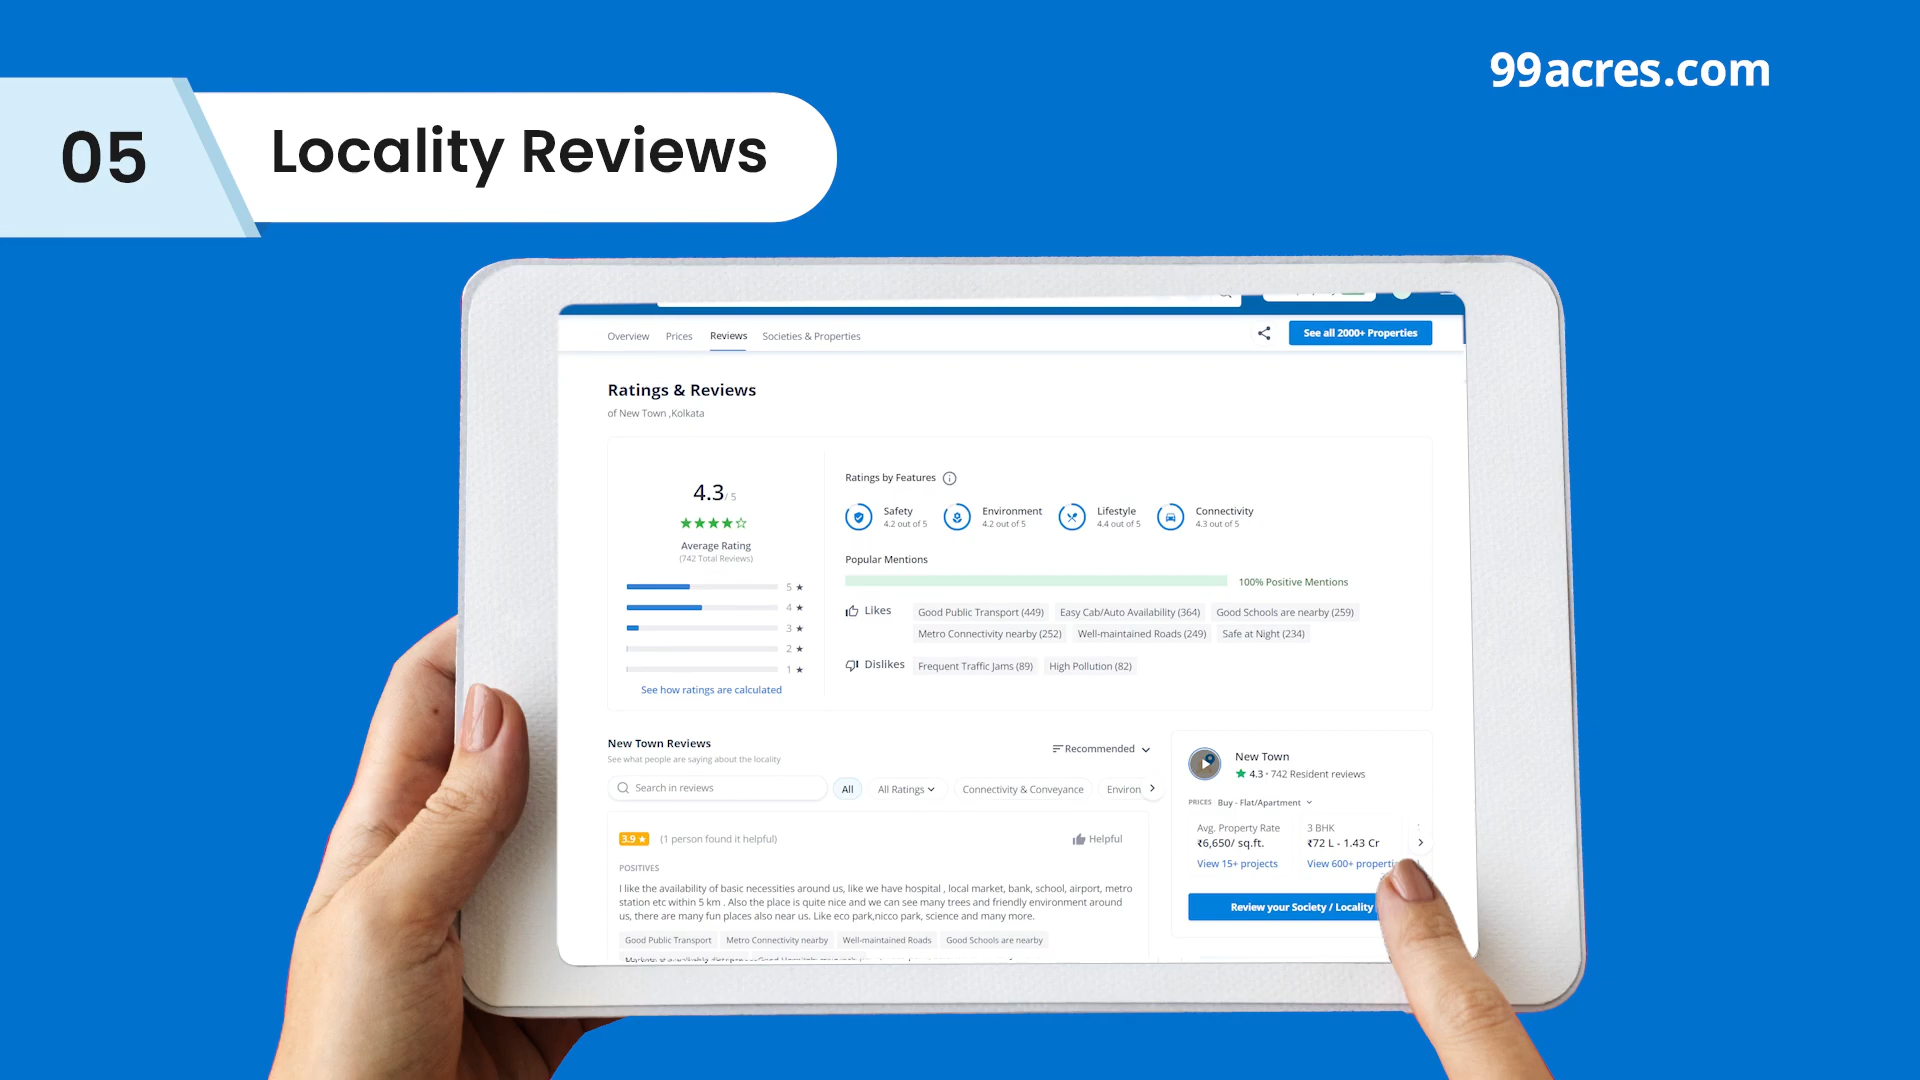 99acres.com
05
Locality Reviews
Overview Prices Reviews Societies & Properties
See all 2000+ Properties
Ratings & Reviews
of New Town ,Kolkata
4.3/ 5
Average Rating
(742 Total Reviews)
5 ★
4 ★
3 ★
2 ★
1 ★
See how ratings are calculated
Ratings by Features
Safety
4.2 out of 5
Environment
4.2 out of 5
Lifestyle
4.4 out of 5
Connectivity
4.3 out of 5
Popular Mentions
100% Positive Mentions
Likes Good Public Transport (449) Easy Cab/Auto Availability (364) Good Schools are nearby (259)
Metro Connectivity nearby (252) Well-maintained Roads (249) Safe at Night (234)
Dislikes Frequent Traffic Jams (89) High Pollution (82)
New Town Reviews
See what people are saying about the locality
Recommended
Search in reviews All All Ratings Connectivity & Conveyance Environ
3.9 ★ (1 person found it helpful) Helpful
POSITIVES
I like the availability of basic necessities around us, like we have hospital , local market, bank, school, airport, metro
station etc within 5 km . Also the place is quite nice and we can see many trees and friendly environment around
us, there are many fun places also near us. Like eco park,nicco park, science and many more.
Good Public Transport Metro Connectivity nearby Well-maintained Roads Good Schools are nearby
New Town
★ 4.3 · 742 Resident reviews
PRICES Buy - Flat/Apartment
Avg. Property Rate
₹6,650/ sq.ft.
View 15+ projects
3 BHK
₹72 L - 1.43 Cr
View 600+ properti
Review your Society / Locality